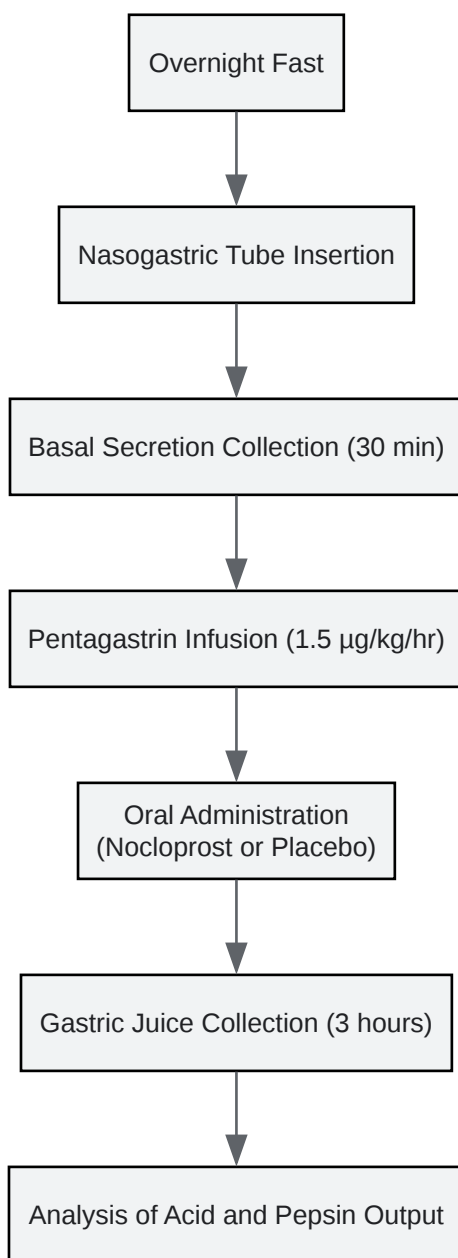 Overnight Fast
Nasogastric Tube Insertion
Basal Secretion Collection (30 min)
Pentagastrin Infusion (1.5 µg/kg/hr)
Oral Administration
(Nocloprost or Placebo)
Gastric Juice Collection (3 hours)
Analysis of Acid and Pepsin Output